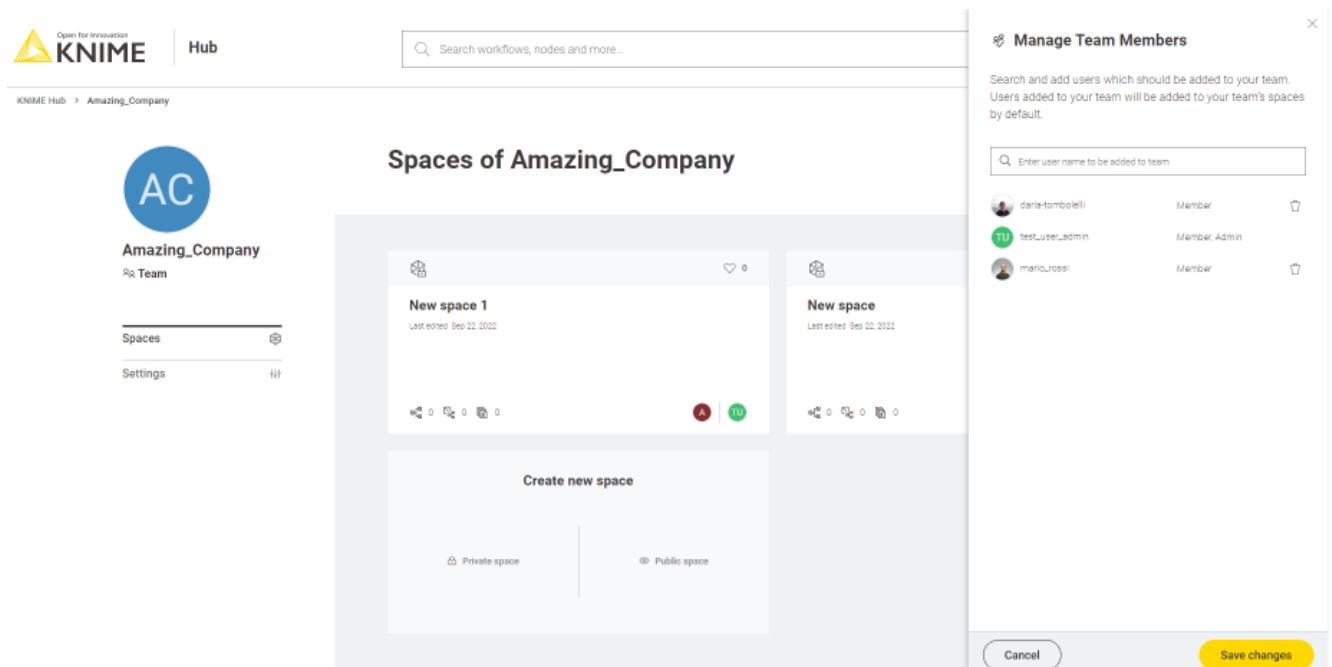 Open for Innovation
KNIME
Hub
Search workflows, nodes and more...
KNIME Hub > Amazing_Company
AC
Amazing_Company
Team
Spaces
Settings
Spaces of Amazing_Company
0
New space 1
Last edited Sep 22, 2022
0 0 0
A TU
New space
Last edited Sep 22, 2022
0 0 0
Create new space
Private space
Public space
Manage Team Members
Search and add users which should be added to your team.
Users added to your team will be added to your team's spaces
by default.
Enter user name to be added to team
daria-tombolelli Member
TU test_user_admin Member, Admin
mario_rossi Member
Cancel
Save changes